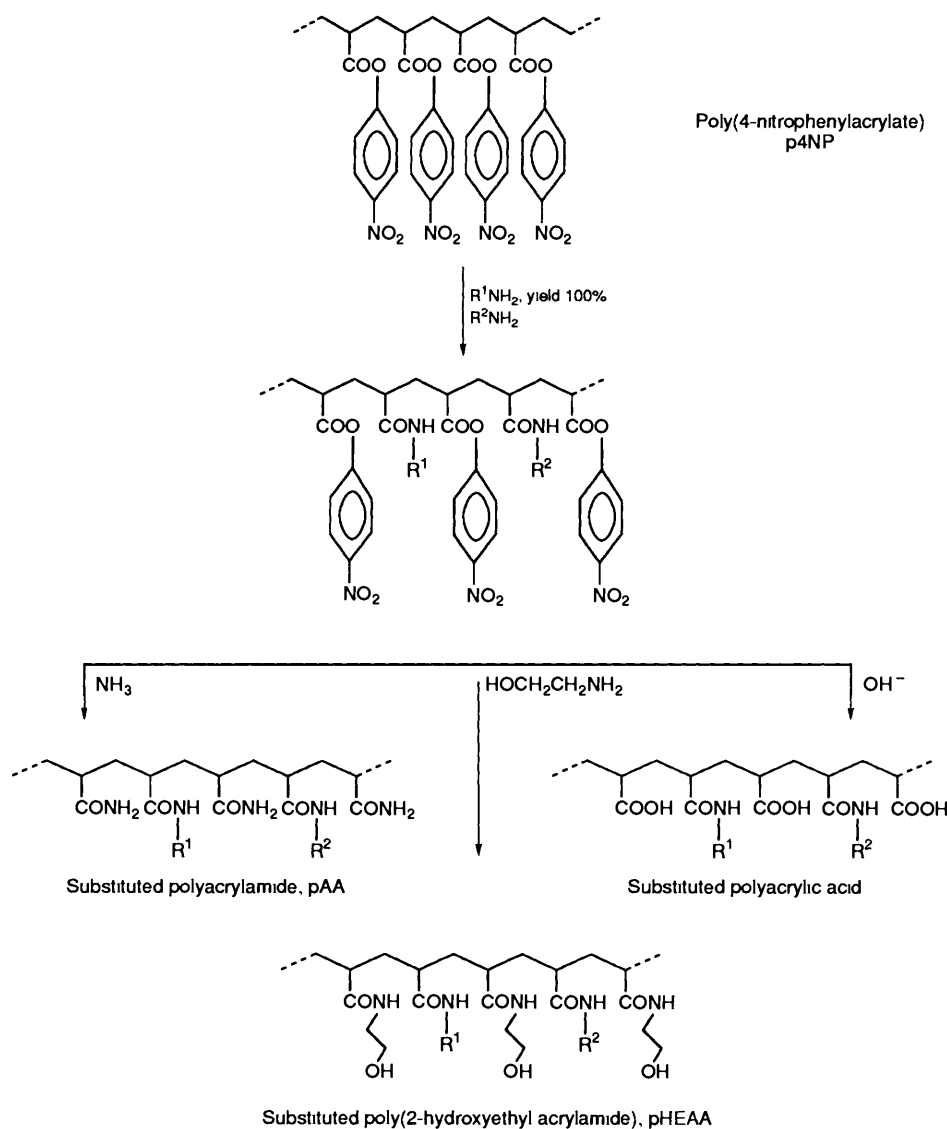 COO COO COO COO
NO₂ NO₂ NO₂ NO₂
Poly(4-nitrophenylacrylate)
p4NP
R¹NH₂, yield 100%
R²NH₂
COO CONH COO CONH COO
R¹ R²
NO₂ NO₂ NO₂
NH₃ HOCH₂CH₂NH₂ OH⁻
CONH₂ CONH CONH₂ CONH CONH₂
R¹ R²
Substituted polyacrylamide, pAA
COOH CONH COOH CONH COOH
R¹ R²
Substituted polyacrylic acid
CONH CONH CONH CONH CONH
R¹ R²
OH OH OH
Substituted poly(2-hydroxyethyl acrylamide), pHEAA